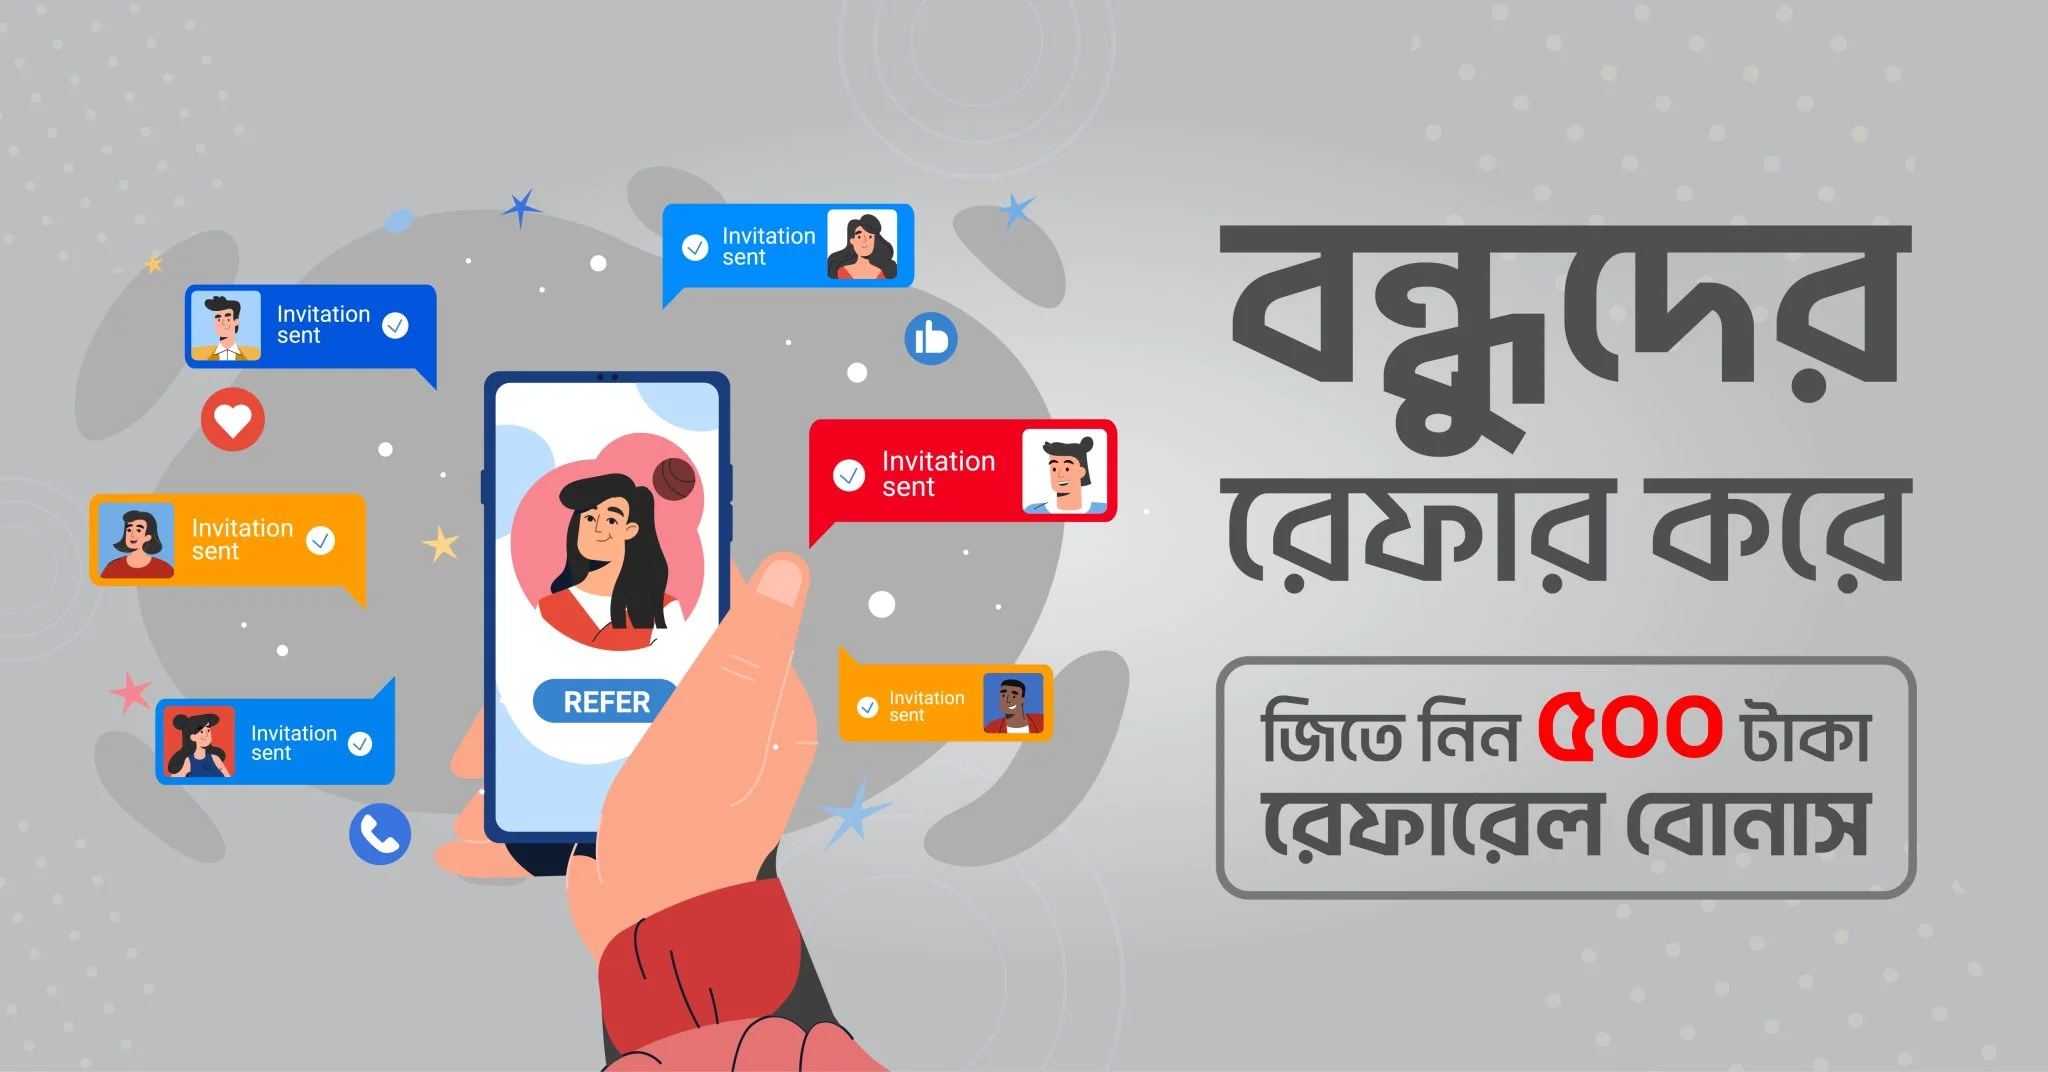 Invitation
sent
Invitation
sent
Invitation
sent
Invitation
sent
Invitation
sent
Invitation
sent
REFER
বন্ধুদের
রেফার করে
জিতে নিন ৫০০ টাকা
রেফারেল বোনাস